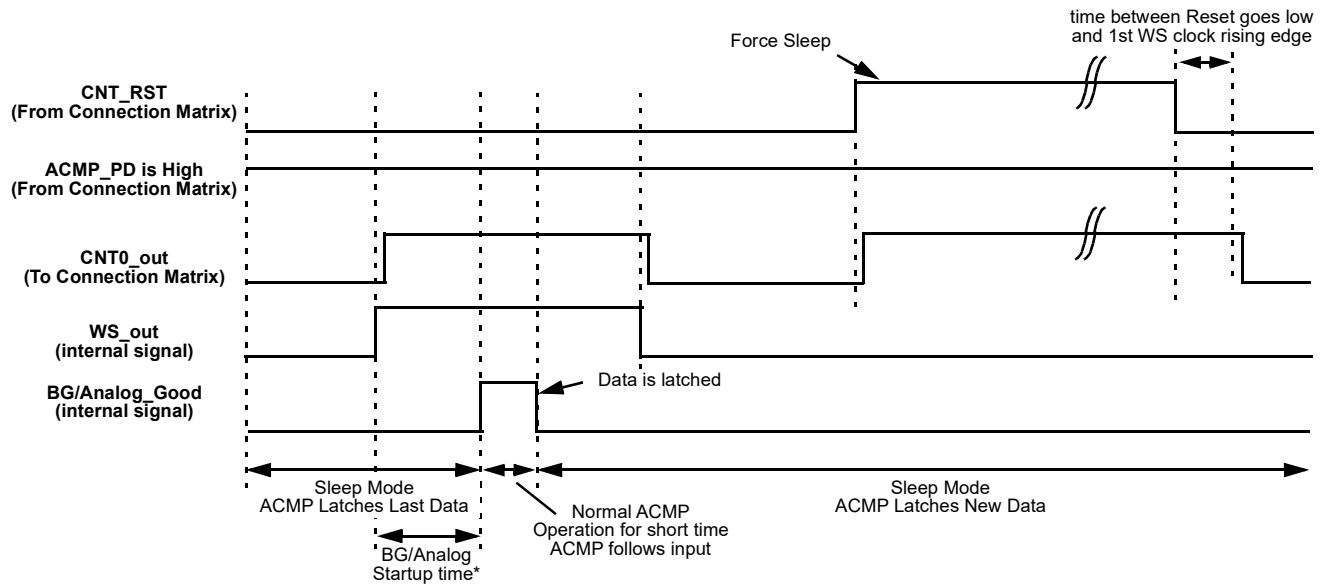 time between Reset goes low
and 1st WS clock rising edge
Force Sleep
CNT_RST
(From Connection Matrix)
ACMP_PD is High
(From Connection Matrix)
CNT0_out
(To Connection Matrix)
WS_out
(internal signal)
BG/Analog_Good
(internal signal)
Data is latched
Sleep Mode
ACMP Latches Last Data
Normal ACMP
Operation for short time
ACMP follows input
Sleep Mode
ACMP Latches New Data
BG/Analog
Startup time*